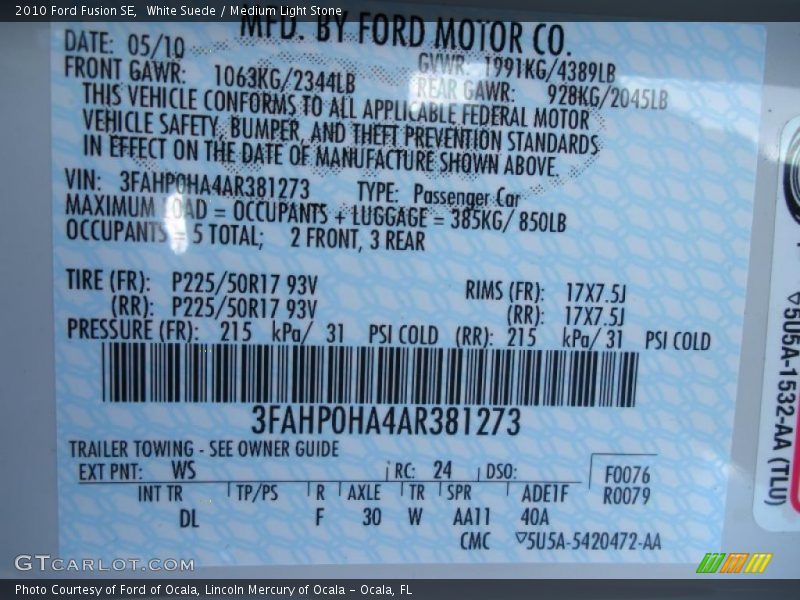 2010 Ford Fusion SE, White Suede / Medium Light Stone
MFD. BY FORD MOTOR CO.
DATE: 05/10 GVWR: 1991KG/4389LB
FRONT GAWR: 1063KG/2344LB REAR GAWR: 928KG/2045LB
THIS VEHICLE CONFORMS TO ALL APPLICABLE FEDERAL MOTOR
VEHICLE SAFETY, BUMPER, AND THEFT PREVENTION STANDARDS
IN EFFECT ON THE DATE OF MANUFACTURE SHOWN ABOVE.
VIN: 3FAHP0HA4AR381273 TYPE: Passenger Car
MAXIMUM LOAD = OCCUPANTS + LUGGAGE = 385KG/ 850LB
OCCUPANTS = 5 TOTAL; 2 FRONT, 3 REAR
TIRE (FR): P225/50R17 93V RIMS (FR): 17X7.5J
(RR): P225/50R17 93V (RR): 17X7.5J
PRESSURE (FR): 215 kPa/ 31 PSI COLD (RR): 215 kPa/ 31 PSI COLD
3FAHP0HA4AR381273
TRAILER TOWING - SEE OWNER GUIDE
EXT PNT: WS RC: 24 DSO: F0076
INT TR TP/PS R AXLE TR SPR ADE1F R0079
DL F 30 W AA11 40A
CMC ▽5U5A-5420472-AA
▽5U5A-1532-AA (TLU)
GTCARLOT.COM
Photo Courtesy of Ford of Ocala, Lincoln Mercury of Ocala - Ocala, FL